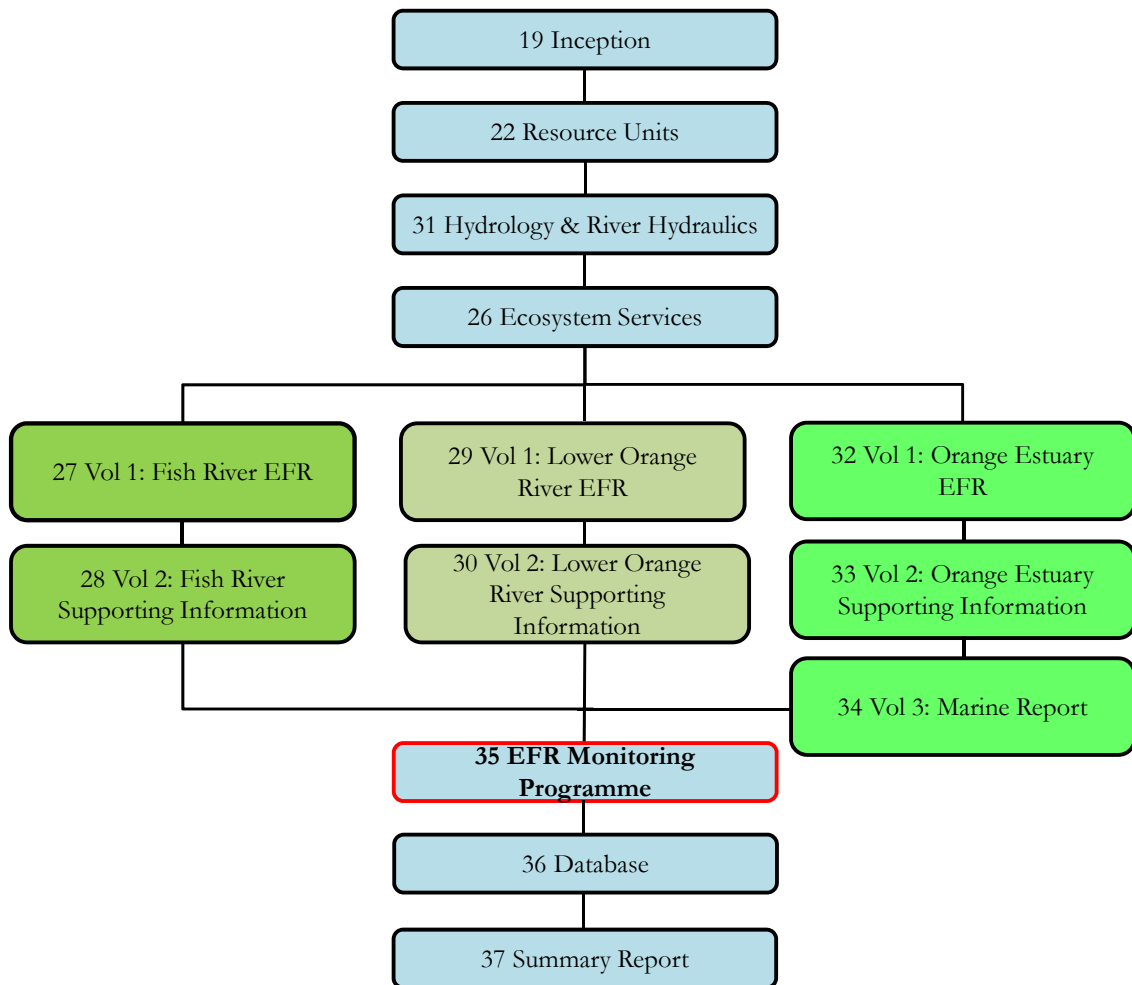 19 Inception
22 Resource Units
31 Hydrology & River Hydraulics
26 Ecosystem Services
27 Vol 1: Fish River EFR
29 Vol 1: Lower Orange
River EFR
32 Vol 1: Orange Estuary
EFR
28 Vol 2: Fish River
Supporting Information
30 Vol 2: Lower Orange
River Supporting
Information
33 Vol 2: Orange Estuary
Supporting Information
34 Vol 3: Marine Report
35 EFR Monitoring
Programme
36 Database
37 Summary Report